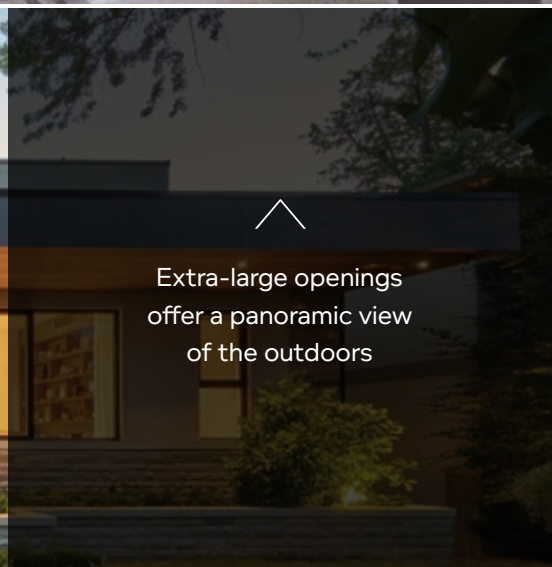 Extra-large openings
offer a panoramic view
of the outdoors